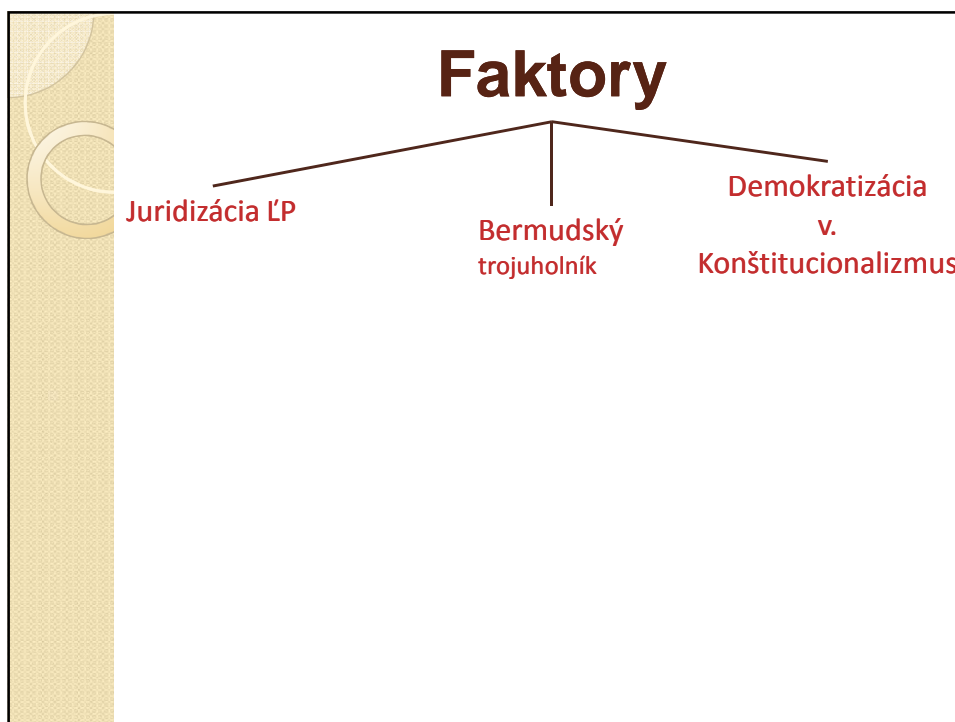 Faktory
Juridizácia ĽP
Bermudský
trojuholník
Demokratizácia
v.
Konštitucionalizmus